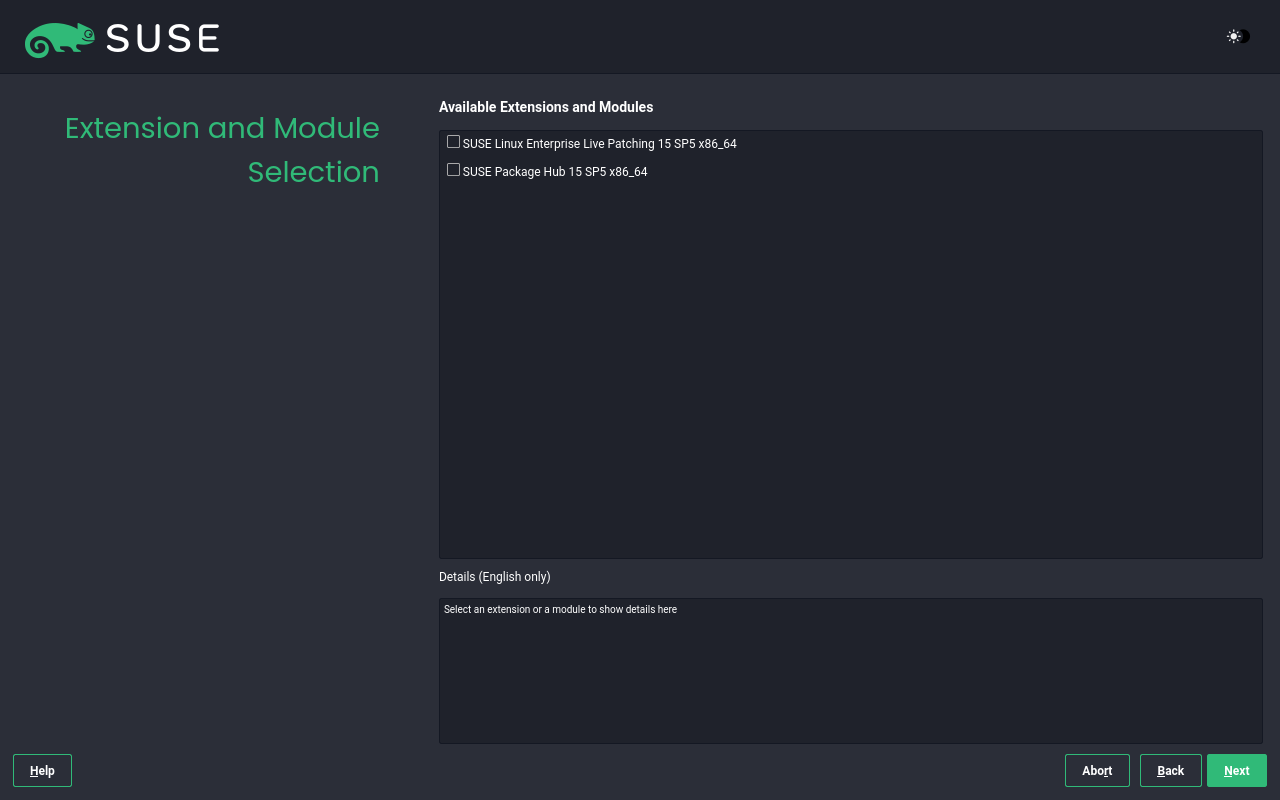 SUSE
Extension and Module
Selection
Available Extensions and Modules
SUSE Linux Enterprise Live Patching 15 SP5 x86_64
SUSE Package Hub 15 SP5 x86_64
Details (English only)
Select an extension or a module to show details here
Help
Abort
Back
Next